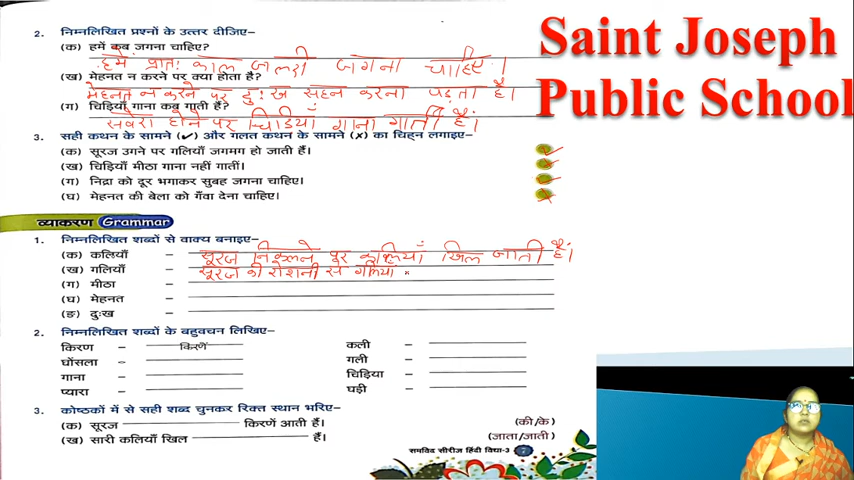 Saint Joseph
Public School
2. निम्नलिखित प्रश्नों के उत्तर दीजिए–
(क) हमें कब जगना चाहिए?
हमें प्रातः काल जल्दी जगना चाहिए।
(ख) मेहनत न करने पर क्या होता है?
मेहनत न करने पर दुःख सहन करना पड़ता है।
(ग) चिड़ियाँ गाना कब गाती हैं?
सवेरा होने पर चिडियाँ गाना गाती हैं।
3. सही कथन के सामने (✔) और गलत कथन के सामने (x) का चिह्न लगाइए–
(क) सूरज उगने पर गलियाँ जगमग हो जाती हैं। ✓
(ख) चिड़ियाँ मीठा गाना नहीं गातीं। ×
(ग) निद्रा को दूर भगाकर सुबह जगना चाहिए। ✓
(घ) मेहनत की बेला को गँवा देना चाहिए। ×
व्याकरण Grammar
1. निम्नलिखित शब्दों से वाक्य बनाइए–
(क) कलियाँ – सूरज निकलने पर कलियाँ खिल जाती हैं।
(ख) गलियाँ – सूरज की रोशनी से गलियाँ
(ग) मीठा –
(घ) मेहनत –
(ङ) दुःख –
2. निम्नलिखित शब्दों के बहुवचन लिखिए–
किरण – किरणें कली –
घोंसला – गली –
गाना – चिड़िया –
प्यारा – घड़ी –
3. कोष्ठकों में से सही शब्द चुनकर रिक्त स्थान भरिए–
(क) सूरज ________ किरणें आती हैं। (की/के)
(ख) सारी कलियाँ खिल ________ हैं। (जाता/जाती)
समविद सीरीज हिंदी विधा-3 7